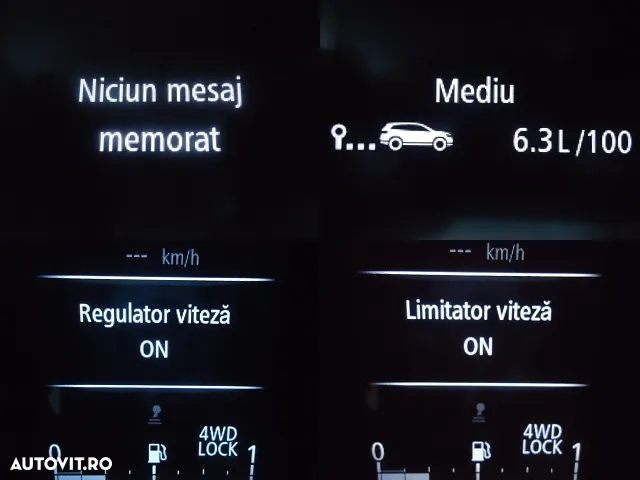 Niciun mesaj
memorat
Mediu
6.3 L/100
--- km/h
Regulator viteză
ON
4WD
LOCK
0
1
--- km/h
Limitator viteză
ON
4WD
LOCK
0
1
AUTOVIT.RO